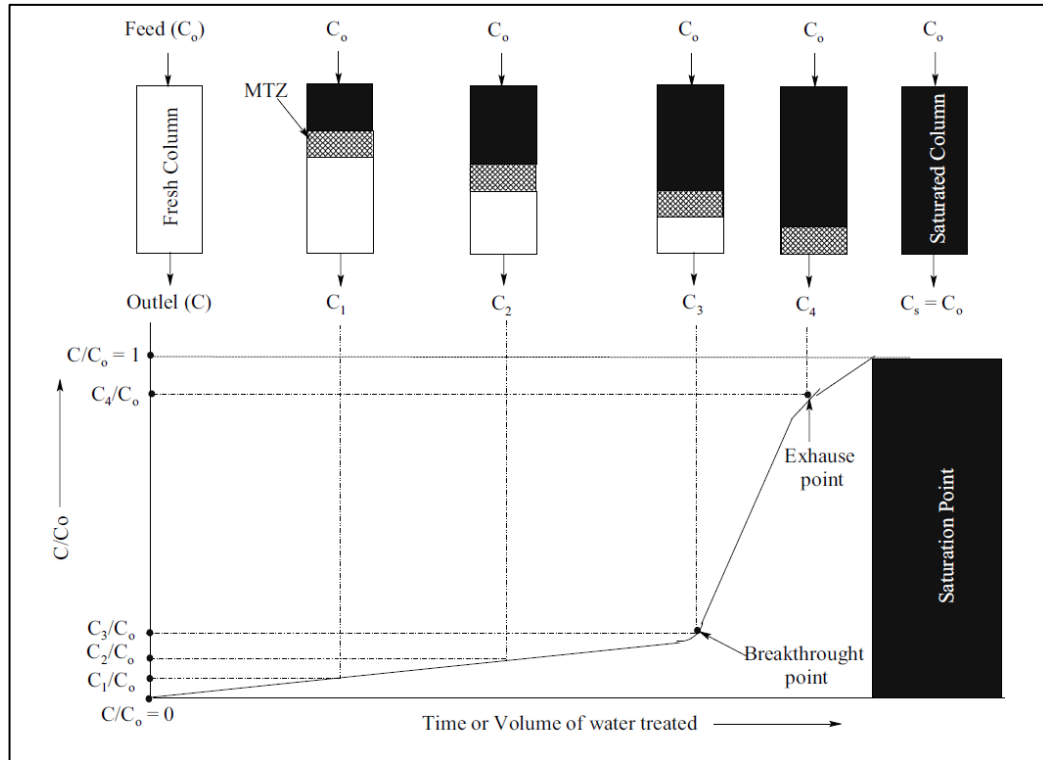 Feed (Cₒ)
Cₒ
Cₒ
Cₒ
Cₒ
Cₒ
MTZ
Fresh Column
Saturated Column
Outlel (C)
C₁
C₂
C₃
C₄
Cₛ = Cₒ
C/Cₒ = 1
C₄/Cₒ
Exhause
point
C/Co
Saturation Point
C₃/Cₒ
C₂/Cₒ
C₁/Cₒ
Breakthrought
point
C/Cₒ = 0
Time or Volume of water treated